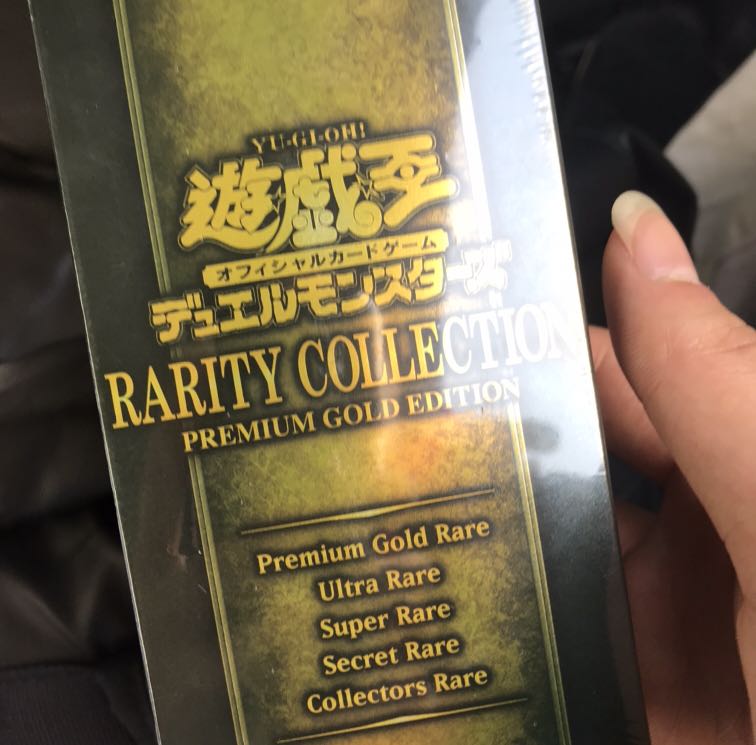 YU-GI-OH!
遊☆戯☆王
オフィシャルカードゲーム
デュエルモンスターズ
RARITY COLLECTION
PREMIUM GOLD EDITION
Premium Gold Rare
Ultra Rare
Super Rare
Secret Rare
Collectors Rare